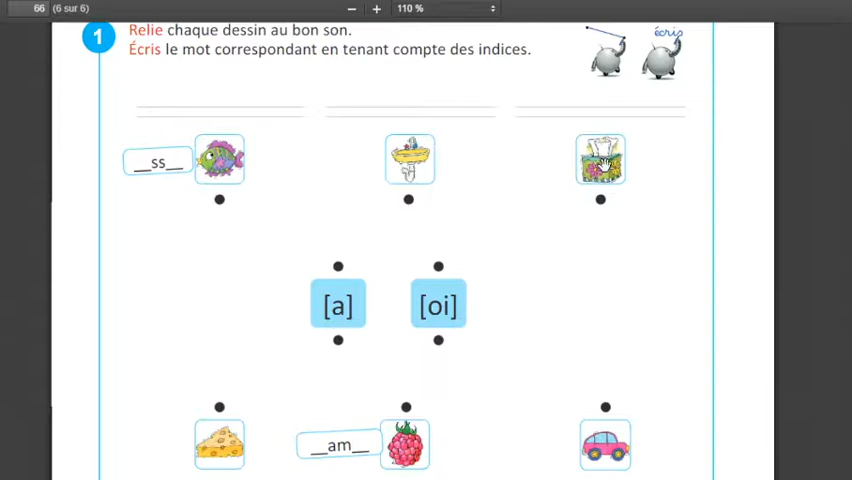 66 (6 sur 6)
− + 110 %
1
Relie chaque dessin au bon son.
Écris le mot correspondant en tenant compte des indices.
écris
__ss__
[a] [oi]
__am__